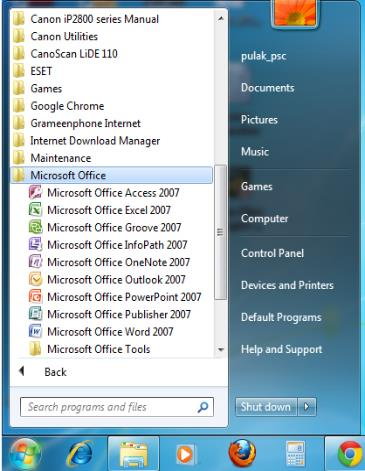 Canon iP2800 series Manual
Canon Utilities
CanoScan LiDE 110
ESET
Games
Google Chrome
Grameenphone Internet
Internet Download Manager
Maintenance
Microsoft Office
Microsoft Office Access 2007
Microsoft Office Excel 2007
Microsoft Office Groove 2007
Microsoft Office InfoPath 2007
Microsoft Office OneNote 2007
Microsoft Office Outlook 2007
Microsoft Office PowerPoint 2007
Microsoft Office Publisher 2007
Microsoft Office Word 2007
Microsoft Office Tools
Back
Search programs and files
pulak_psc
Documents
Pictures
Music
Games
Computer
Control Panel
Devices and Printers
Default Programs
Help and Support
Shut down